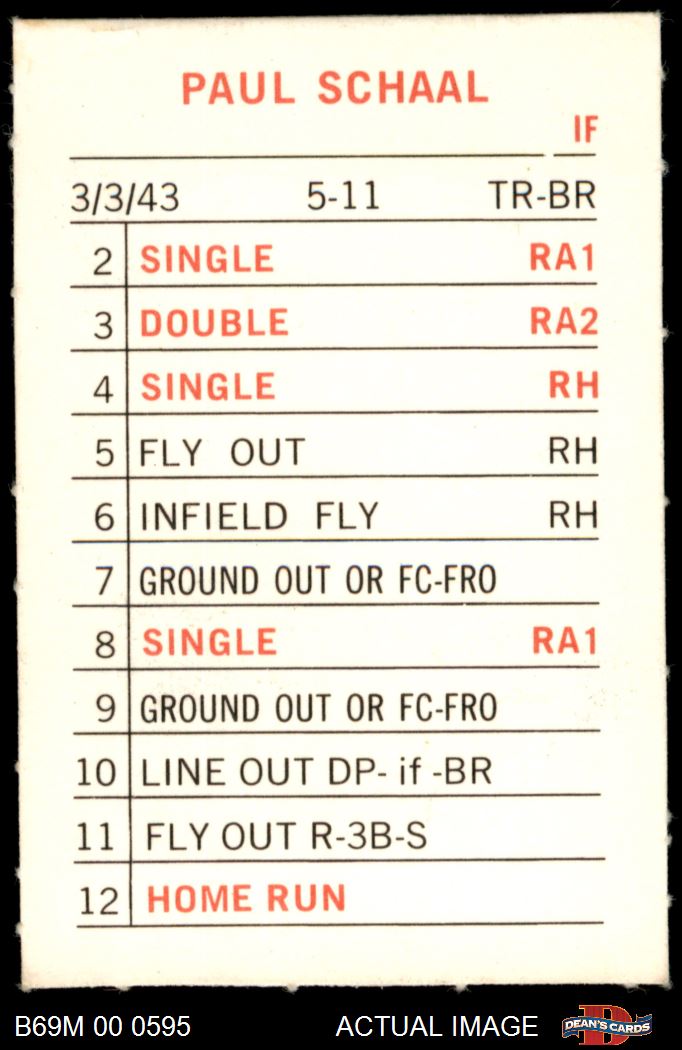 PAUL SCHAAL
IF
3/3/43 5-11 TR-BR
2 SINGLE RA1
3 DOUBLE RA2
4 SINGLE RH
5 FLY OUT RH
6 INFIELD FLY RH
7 GROUND OUT OR FC-FRO
8 SINGLE RA1
9 GROUND OUT OR FC-FRO
10 LINE OUT DP- if -BR
11 FLY OUT R-3B-S
12 HOME RUN
B69M 00 0595 ACTUAL IMAGE D DEAN'S CARDS